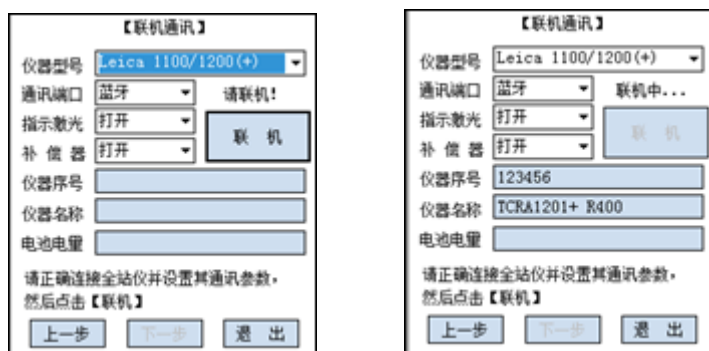 【联机通讯】
仪器型号 Leica 1100/1200(+)
通讯端口 蓝牙 请联机!
指示激光 打开
联 机
补 偿 器 打开
仪器序号
仪器名称
电池电量
请正确连接全站仪并设置其通讯参数,
然后点击【联机】
上一步 下一步 退 出
【联机通讯】
仪器型号 Leica 1100/1200(+)
通讯端口 蓝牙 联机中...
指示激光 打开
联 机
补 偿 器 打开
仪器序号 123456
仪器名称 TCRA1201+ R400
电池电量
请正确连接全站仪并设置其通讯参数,
然后点击【联机】
上一步 下一步 退 出